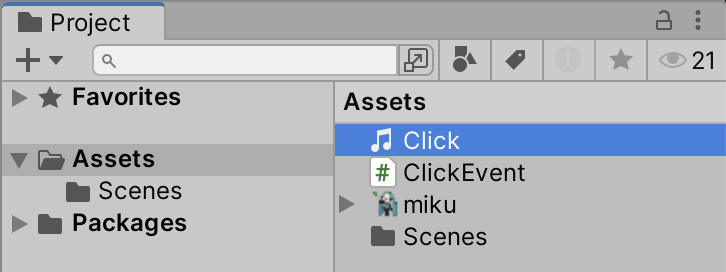 Project
21
Favorites
Assets
Scenes
Packages
Assets
Click
# ClickEvent
miku
Scenes